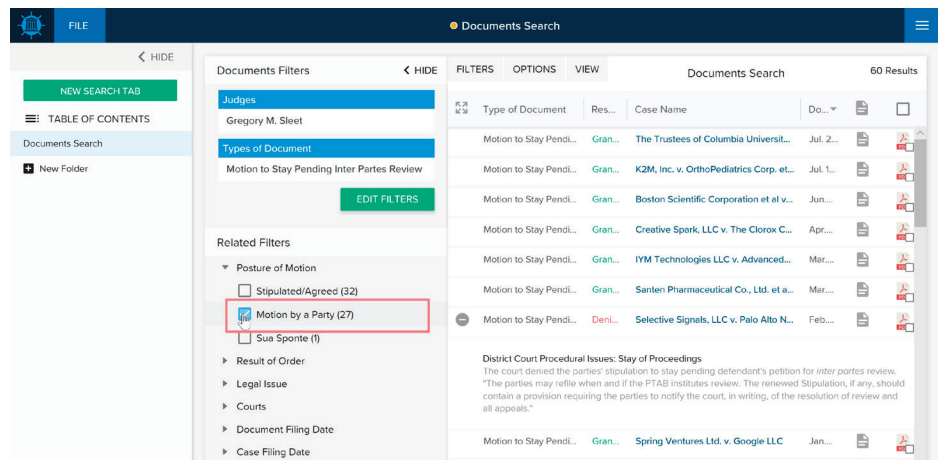 FILE
Documents Search
HIDE
NEW SEARCH TAB
TABLE OF CONTENTS
Documents Search
New Folder
Documents Filters
HIDE
Judges
Gregory M. Sleet
Types of Document
Motion to Stay Pending Inter Partes Review
EDIT FILTERS
Related Filters
Posture of Motion
Stipulated/Agreed (32)
Motion by a Party (27)
Sua Sponte (1)
Result of Order
Legal Issue
Courts
Document Filing Date
Case Filing Date
FILTERS OPTIONS VIEW Documents Search 60 Results
Type of Document Res... Case Name Do...
Motion to Stay Pendi... Gran... The Trustees of Columbia Universit... Jul. 2...
Motion to Stay Pendi... Gran... K2M, Inc. v. OrthoPediatrics Corp. et... Jul. 1...
Motion to Stay Pendi... Gran... Boston Scientific Corporation et al v... Jun....
Motion to Stay Pendi... Gran... Creative Spark, LLC v. The Clorox C... Apr....
Motion to Stay Pendi... Gran... IYM Technologies LLC v. Advanced... Mar....
Motion to Stay Pendi... Gran... Santen Pharmaceutical Co., Ltd. et a... Mar....
Motion to Stay Pendi... Deni... Selective Signals, LLC v. Palo Alto N... Feb....
District Court Procedural Issues: Stay of Proceedings
The court denied the parties' stipulation to stay pending defendant's petition for inter partes review.
"The parties may refile when and if the PTAB institutes review. The renewed Stipulation, if any, should
contain a provision requiring the parties to notify the court, in writing, of the resolution of review and
all appeals."
Motion to Stay Pendi... Gran... Spring Ventures Ltd. v. Google LLC Jan....